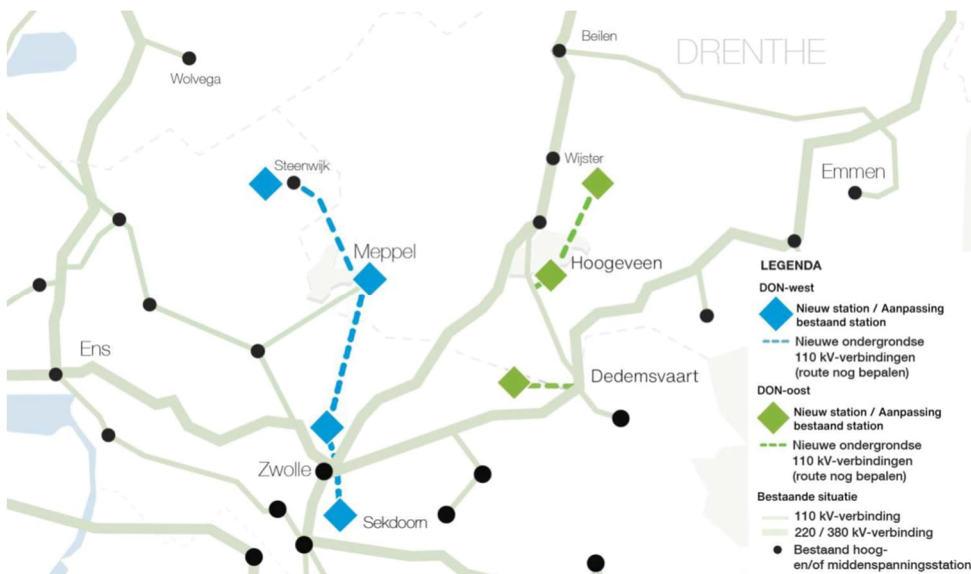 Beilen
DRENTHE
Wolvega
Steenwijk
Wijster
Emmen
Meppel
Hoogeveen
Ens
Dedemsvaart
Zwolle
Sekdoorn
LEGENDA
DON-west
Nieuw station / Aanpassing
bestaand station
Nieuwe ondergrondse
110 kV-verbindingen
(route nog bepalen)
DON-oost
Nieuw station / Aanpassing
bestaand station
Nieuwe ondergrondse
110 kV-verbindingen
(route nog bepalen)
Bestaande situatie
110 kV-verbinding
220 / 380 kV-verbinding
Bestaand hoog-
en/of middenspanningsstation